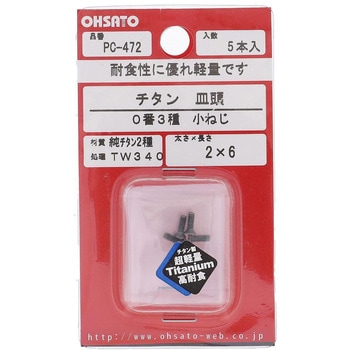 OHSATO
品番 PC-472 入数 5本入
耐食性に優れ軽量です
チタン 皿頭
0番3種 小ねじ
材質 純チタン2種 太さ×長さ
処理 TW340 2×6
チタン製
超軽量
Titanium
高耐食
http://www.ohsato-web.co.jp/